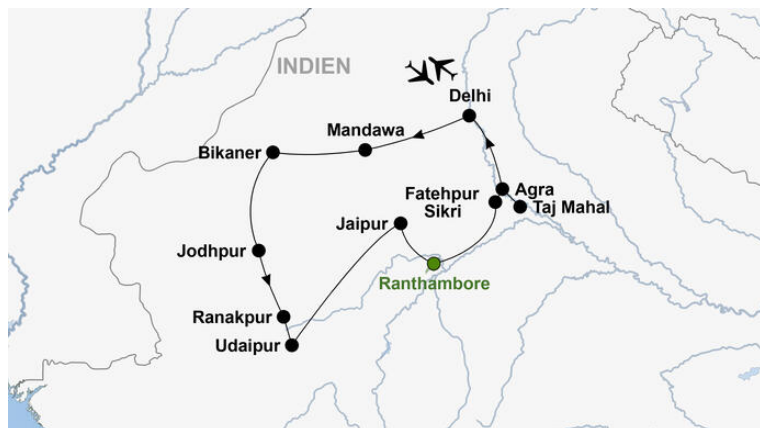 INDIEN
Delhi
Mandawa
Bikaner
Agra
Fatehpur
Sikri
Taj Mahal
Jaipur
Jodhpur
Ranthambore
Ranakpur
Udaipur